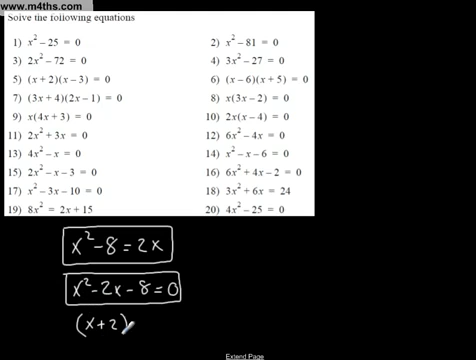 www.m4ths.com
Solve the following equations
1) x² – 25 = 0 2) x² – 81 = 0
3) 2x² – 72 = 0 4) 3x² – 27 = 0
5) (x + 2)(x – 3) = 0 6) (x – 6)(x + 5) = 0
7) (3x + 4)(2x – 1) = 0 8) x(3x – 2) = 0
9) x(4x + 3) = 0 10) 2x(x – 4) = 0
11) 2x² + 3x = 0 12) 6x² – 4x = 0
13) 4x² – x = 0 14) x² – x – 6 = 0
15) 2x² – x – 3 = 0 16) 6x² + 4x – 2 = 0
17) x² – 3x – 10 = 0 18) 3x² + 6x = 24
19) 8x² = 2x + 15 20) 4x² – 25 = 0
x² - 8 = 2x
x² - 2x - 8 = 0
(x + 2)
Extend Page